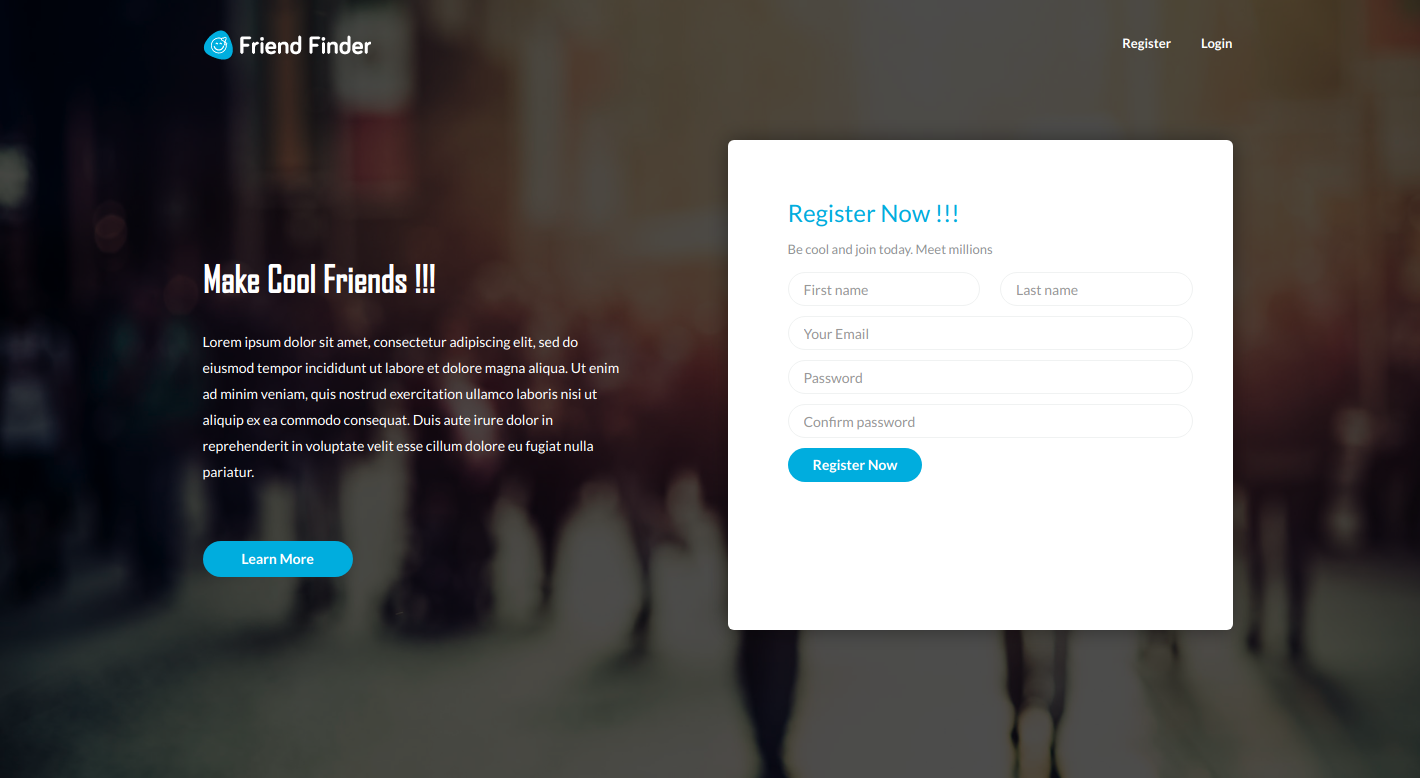 Friend Finder
Register
Login
Make Cool Friends !!!
Lorem ipsum dolor sit amet, consectetur adipiscing elit, sed do
eiusmod tempor incididunt ut labore et dolore magna aliqua. Ut enim
ad minim veniam, quis nostrud exercitation ullamco laboris nisi ut
aliquip ex ea commodo consequat. Duis aute irure dolor in
reprehenderit in voluptate velit esse cillum dolore eu fugiat nulla
pariatur.
Learn More
Register Now !!!
Be cool and join today. Meet millions
First name
Last name
Your Email
Password
Confirm password
Register Now